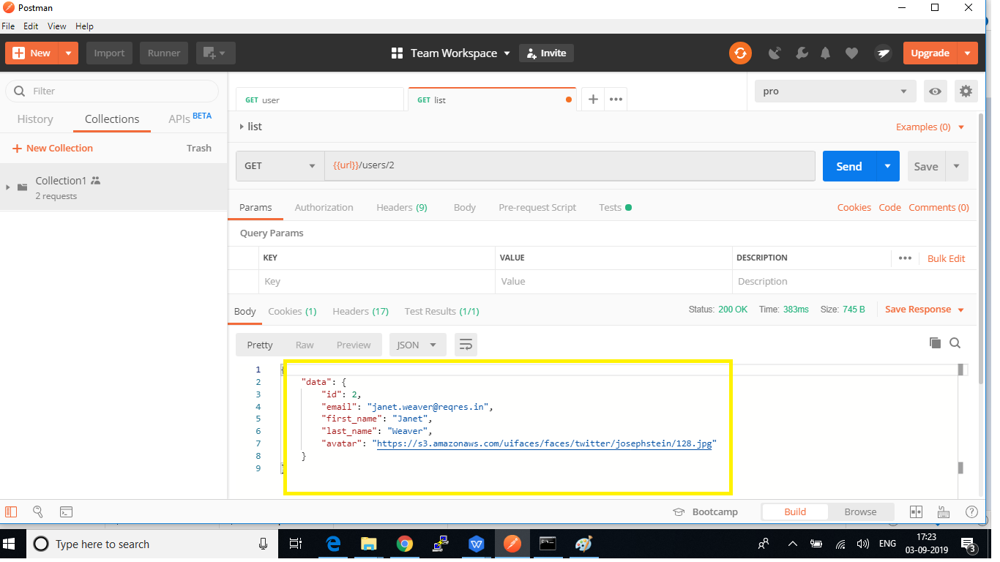 Postman
File Edit View Help
New Import Runner Team Workspace Invite Upgrade
Filter
History Collections APIs BETA
New Collection Trash
Collection1
2 requests
GET user GET list
pro
list Examples (0)
GET {{url}}/users/2 Send Save
Params Authorization Headers (9) Body Pre-request Script Tests Cookies Code Comments (0)
Query Params
KEY VALUE DESCRIPTION Bulk Edit
Key Value Description
Body Cookies (1) Headers (17) Test Results (1/1) Status: 200 OK Time: 383ms Size: 745 B Save Response
Pretty Raw Preview JSON
1 {
2 "data": {
3 "id": 2,
4 "email": "janet.weaver@reqres.in",
5 "first_name": "Janet",
6 "last_name": "Weaver",
7 "avatar": "https://s3.amazonaws.com/uifaces/faces/twitter/josephstein/128.jpg"
8 }
9 }
Bootcamp Build Browse
Type here to search
ENG
17:23
03-09-2019
3